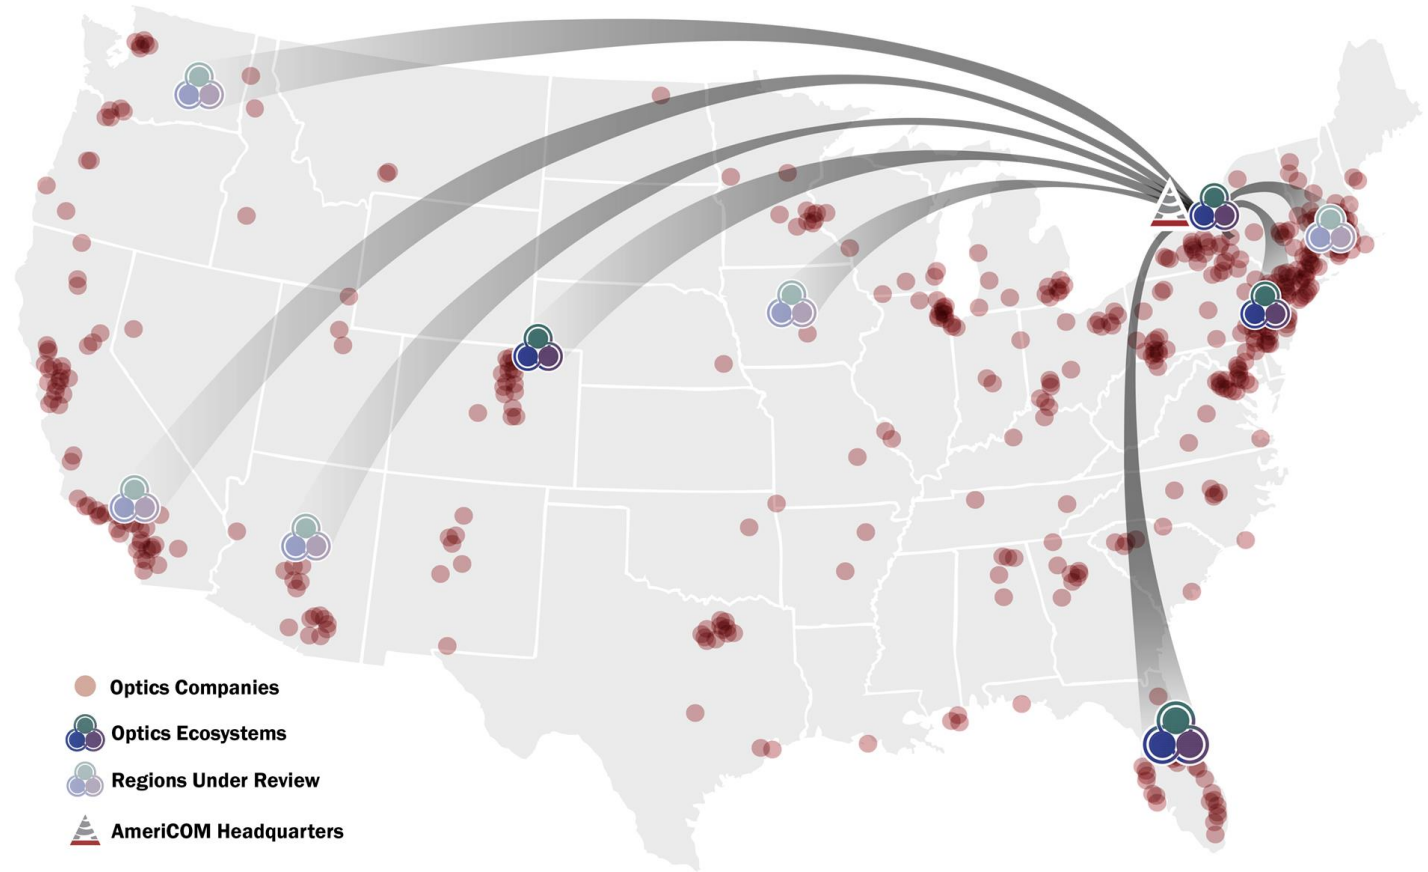 Optics Companies
Optics Ecosystems
Regions Under Review
AmeriCOM Headquarters